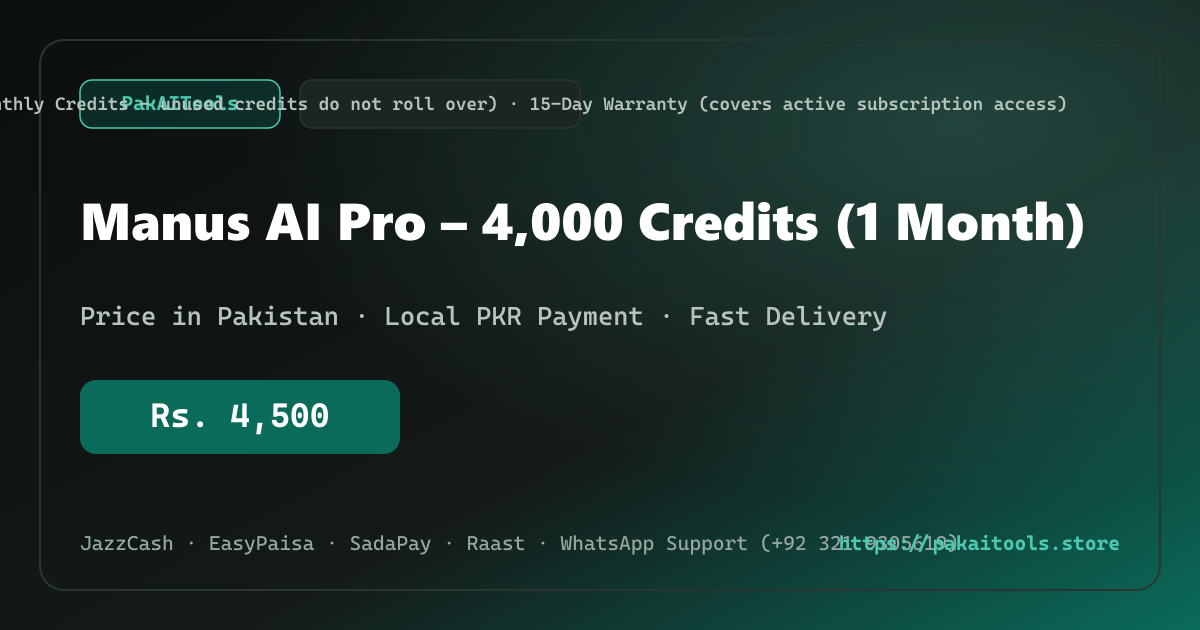 PakAITools
thly Credits — unused credits do not roll over) · 15-Day Warranty (covers active subscription access)
Manus AI Pro — 4,000 Credits (1 Month)
Price in Pakistan · Local PKR Payment · Fast Delivery
Rs. 4,500
JazzCash · EasyPaisa · SadaPay · Raast · WhatsApp Support (+92 321
https://pakaitools.store